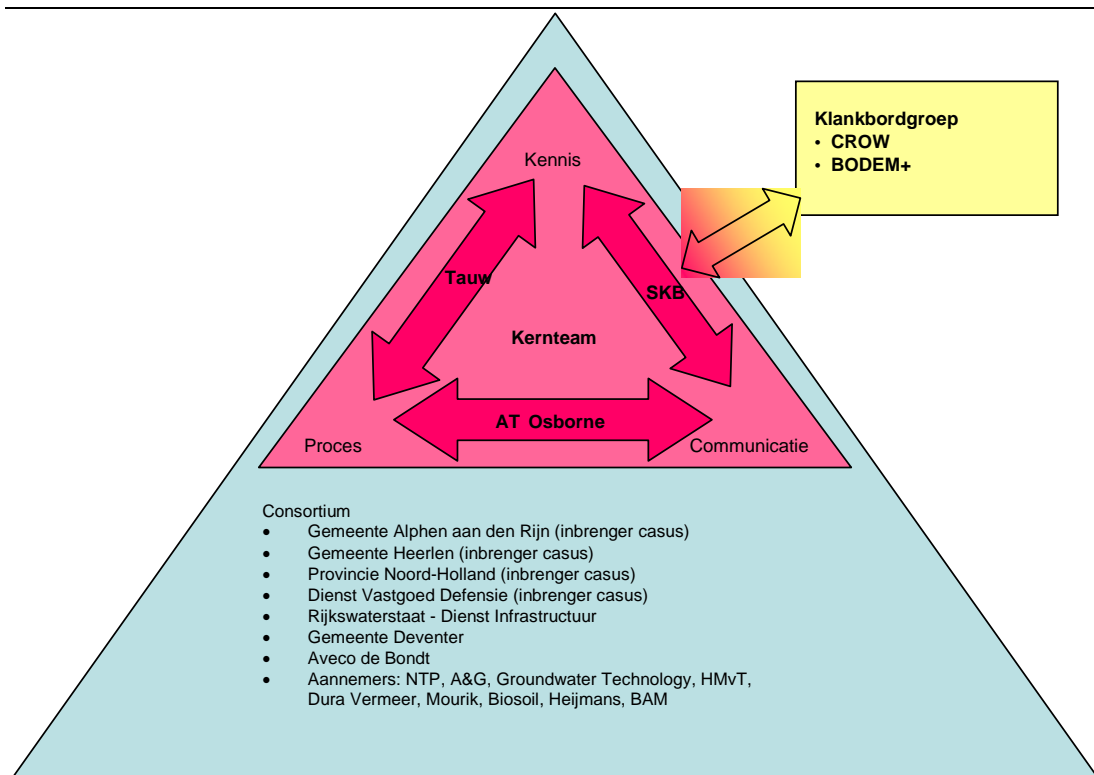 Klankbordgroep
• CROW
• BODEM+
Kennis
Tauw
SKB
Kernteam
AT Osborne
Proces
Communicatie
Consortium
• Gemeente Alphen aan den Rijn (inbrenger casus)
• Gemeente Heerlen (inbrenger casus)
• Provincie Noord-Holland (inbrenger casus)
• Dienst Vastgoed Defensie (inbrenger casus)
• Rijkswaterstaat - Dienst Infrastructuur
• Gemeente Deventer
• Aveco de Bondt
• Aannemers: NTP, A&G, Groundwater Technology, HMvT,
Dura Vermeer, Mourik, Biosoil, Heijmans, BAM